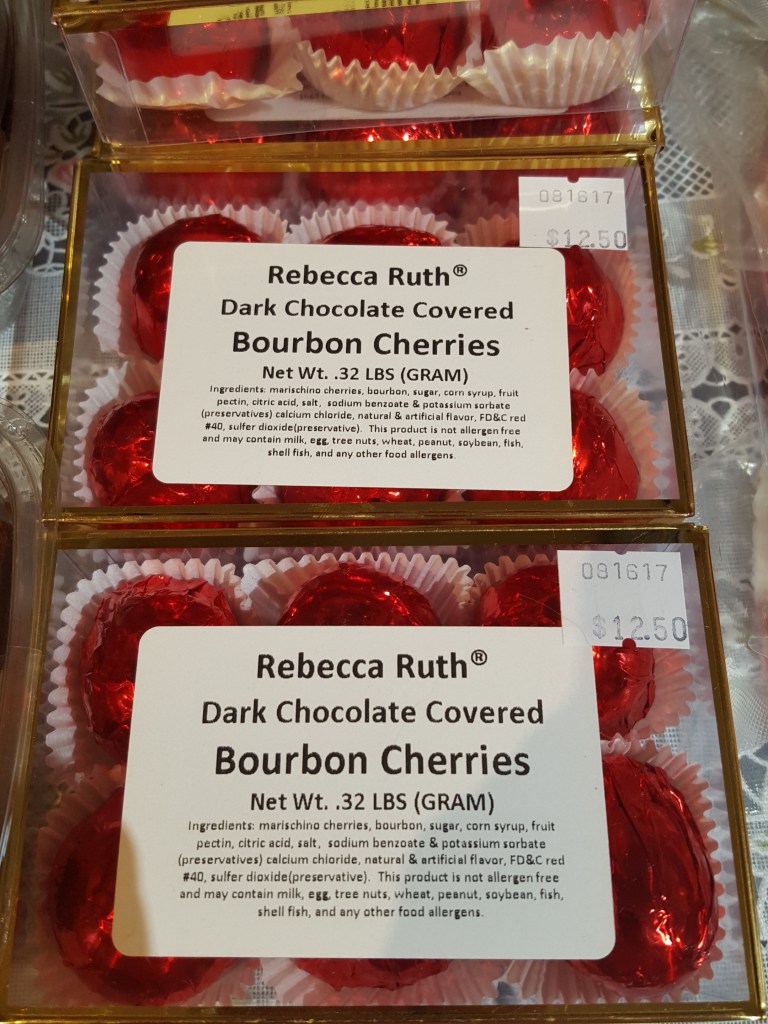 081617
$12.50
Rebecca Ruth®
Dark Chocolate Covered
Bourbon Cherries
Net Wt. .32 LBS (GRAM)
Ingredients: marischino cherries, bourbon, sugar, corn syrup, fruit
pectin, citric acid, salt, sodium benzoate & potassium sorbate
(preservatives) calcium chloride, natural & artificial flavor, FD&C red
#40, sulfer dioxide(preservative). This product is not allergen free
and may contain milk, egg, tree nuts, wheat, peanut, soybean, fish,
shell fish, and any other food allergens.
081617
$12.50
Rebecca Ruth®
Dark Chocolate Covered
Bourbon Cherries
Net Wt. .32 LBS (GRAM)
Ingredients: marischino cherries, bourbon, sugar, corn syrup, fruit
pectin, citric acid, salt, sodium benzoate & potassium sorbate
(preservatives) calcium chloride, natural & artificial flavor, FD&C red
#40, sulfer dioxide(preservative). This product is not allergen free
and may contain milk, egg, tree nuts, wheat, peanut, soybean, fish,
shell fish, and any other food allergens.